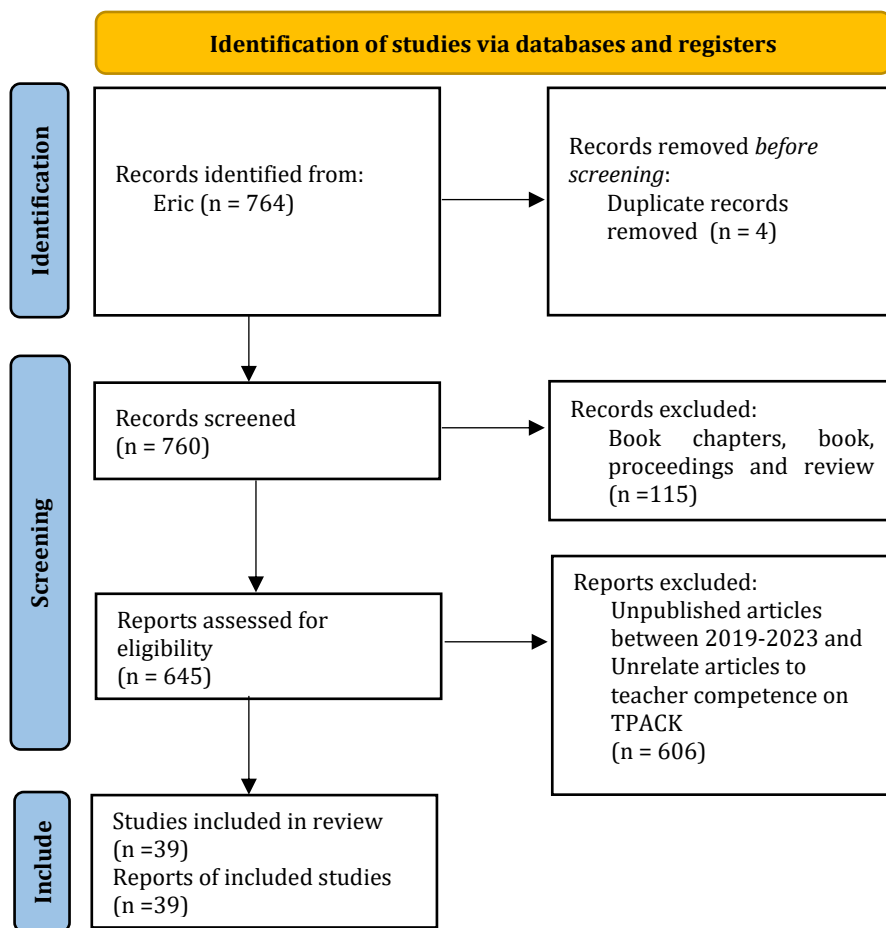 Identification of studies via databases and registers
Identification
Records identified from:
Eric (n = 764)
Records removed before
screening:
Duplicate records
removed (n = 4)
Screening
Records screened
(n = 760)
Records excluded:
Book chapters, book,
proceedings and review
(n =115)
Reports assessed for
eligibility
(n = 645)
Reports excluded:
Unpublished articles
between 2019-2023 and
Unrelate articles to
teacher competence on
TPACK
(n = 606)
Include
Studies included in review
(n =39)
Reports of included studies
(n =39)